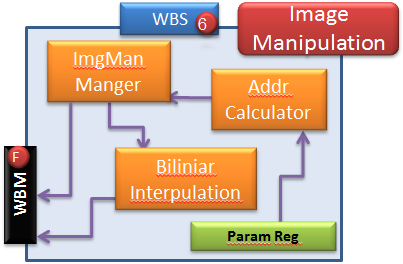 WBS 6
Image
Manipulation
ImgMan
Manger
Addr
Calculator
F
WBM
Biliniar
Interpulation
Param Reg